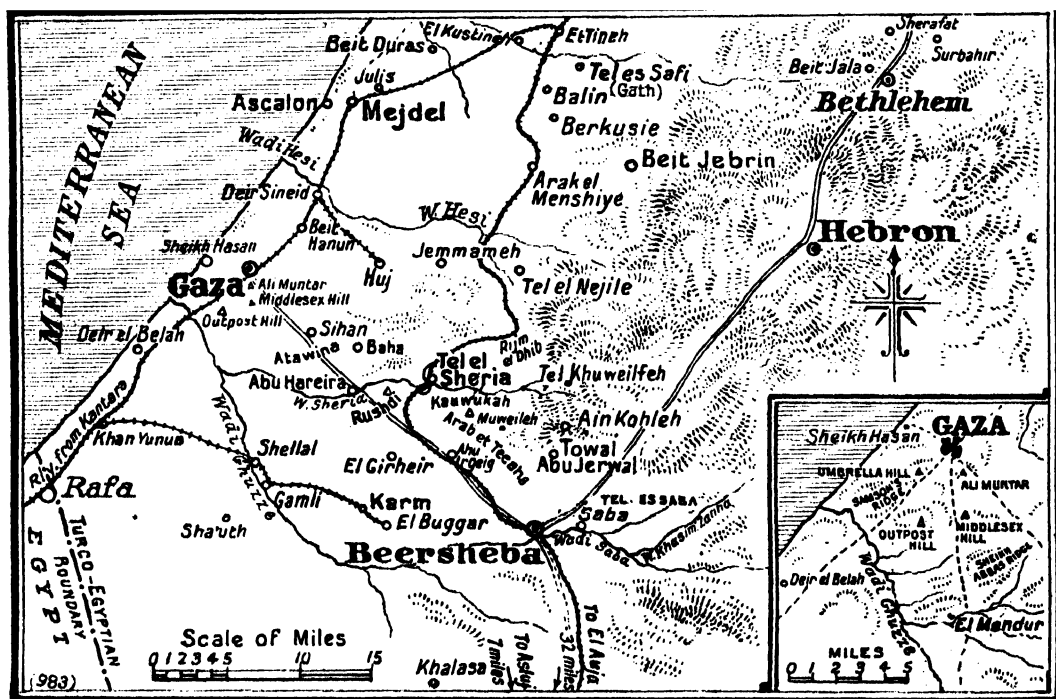 MEDITERRANEAN
SEA
Beit Duras
El Kustineh
Et Tineh
Sherafat
Surbahir
Beit Jala
Bethlehem
Julis
Tel es Safi
(Gath)
Ascalon
Mejdel
Balin
Berkusie
Wadi Hesi
Beit Jebrin
Deir Sineid
Arak el
Menshiye
W. Hesi
Beit
Hanun
Sheikh Hasan
Hebron
Gaza
Huj
Jemmameh
Tel el Nejile
Ali Muntar
Middlesex Hill
Outpost Hill
Deir el Belah
Sihan
Atawina
Baha
Rijm
el Dhib
Tel el
Sheria
Tel Khuweilfeh
Abu Hareira
W. Sheria
Rushdi
Kauwukah
Muweileh
Arab et Teeaha
Ain Kohleh
Towal
Abu Jerwal
Rly. from Kantara
Khan Yunus
Wadi Ghuzze
Shellal
El Girheir
Abu
Irgeig
Rafa
Gamli
Karm
El Buggar
TEL. ES SABA
Saba
Sha'uth
Beersheba
Wadi Saba
W. Khasim Zanna
EGYPT
TURCO-EGYPTIAN
BOUNDARY
Scale of Miles
0 1 2 3 4 5 10 15
Khalasa
To Asluj
7 miles
To El Auja
32 miles
(983)
Sheikh Hasan
GAZA
UMBRELLA HILL
SAMSON'S
RIDGE
ALI MUNTAR
OUTPOST
HILL
MIDDLESEX
HILL
SHEIKH
ABBAS RIDGE
Deir el Belah
Wadi Ghuzze
El Mendur
MILES
0 1 2 3 4 5